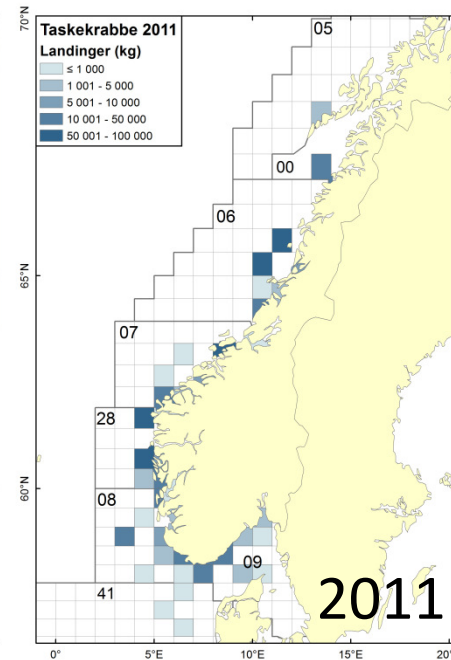 70°N
65°N
60°N
Taskekrabbe 2011
Landinger (kg)
≤ 1 000
1 001 - 5 000
5 001 - 10 000
10 001 - 50 000
50 001 - 100 000
05
00
06
07
28
08
09
41
2011
0° 5°E 10°E 15°E 20°E